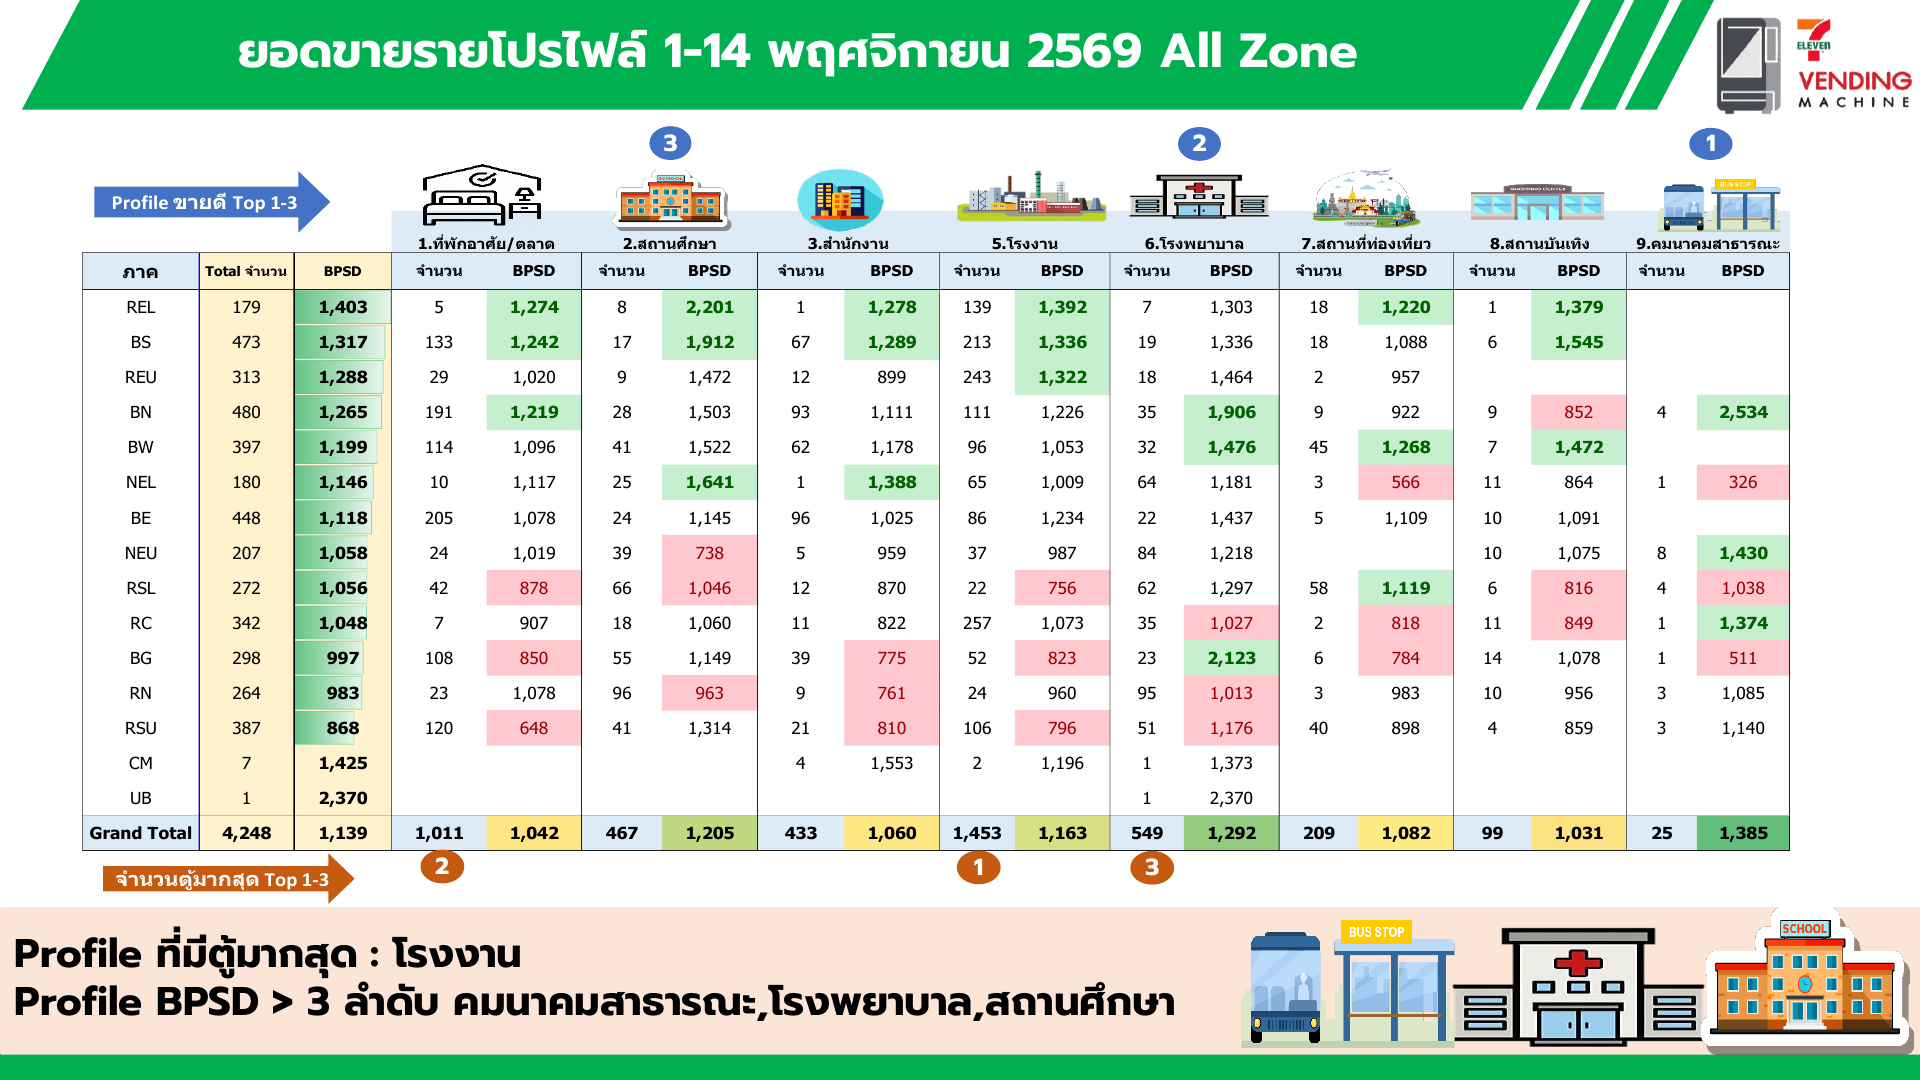 ยอดขายรายโปรไฟล์ 1-14 พฤศจิกายน 2569 All Zone
7
ELEVEN
VENDING
MACHINE
3 2 1
Profile ขายดี Top 1-3
SCHOOL
SHOPPING CENTER
BUS STOP
1.ที่พักอาศัย/ตลาด 2.สถานศึกษา 3.สำนักงาน 5.โรงงาน 6.โรงพยาบาล 7.สถานที่ท่องเที่ยว 8.สถานบันเทิง 9.คมนาคมสาธารณะ
ภาค Total จำนวน BPSD จำนวน BPSD จำนวน BPSD จำนวน BPSD จำนวน BPSD จำนวน BPSD จำนวน BPSD จำนวน BPSD จำนวน BPSD
REL 179 1,403 5 1,274 8 2,201 1 1,278 139 1,392 7 1,303 18 1,220 1 1,379
BS 473 1,317 133 1,242 17 1,912 67 1,289 213 1,336 19 1,336 18 1,088 6 1,545
REU 313 1,288 29 1,020 9 1,472 12 899 243 1,322 18 1,464 2 957
BN 480 1,265 191 1,219 28 1,503 93 1,111 111 1,226 35 1,906 9 922 9 852 4 2,534
BW 397 1,199 114 1,096 41 1,522 62 1,178 96 1,053 32 1,476 45 1,268 7 1,472
NEL 180 1,146 10 1,117 25 1,641 1 1,388 65 1,009 64 1,181 3 566 11 864 1 326
BE 448 1,118 205 1,078 24 1,145 96 1,025 86 1,234 22 1,437 5 1,109 10 1,091
NEU 207 1,058 24 1,019 39 738 5 959 37 987 84 1,218 10 1,075 8 1,430
RSL 272 1,056 42 878 66 1,046 12 870 22 756 62 1,297 58 1,119 6 816 4 1,038
RC 342 1,048 7 907 18 1,060 11 822 257 1,073 35 1,027 2 818 11 849 1 1,374
BG 298 997 108 850 55 1,149 39 775 52 823 23 2,123 6 784 14 1,078 1 511
RN 264 983 23 1,078 96 963 9 761 24 960 95 1,013 3 983 10 956 3 1,085
RSU 387 868 120 648 41 1,314 21 810 106 796 51 1,176 40 898 4 859 3 1,140
CM 7 1,425 4 1,553 2 1,196 1 1,373
UB 1 2,370 1 2,370
Grand Total 4,248 1,139 1,011 1,042 467 1,205 433 1,060 1,453 1,163 549 1,292 209 1,082 99 1,031 25 1,385
2 1 3
จำนวนตู้มากสุด Top 1-3
Profile ที่มีตู้มากสุด : โรงงาน
Profile BPSD > 3 ลำดับ คมนาคมสาธารณะ,โรงพยาบาล,สถานศึกษา
BUS STOP
SCHOOL